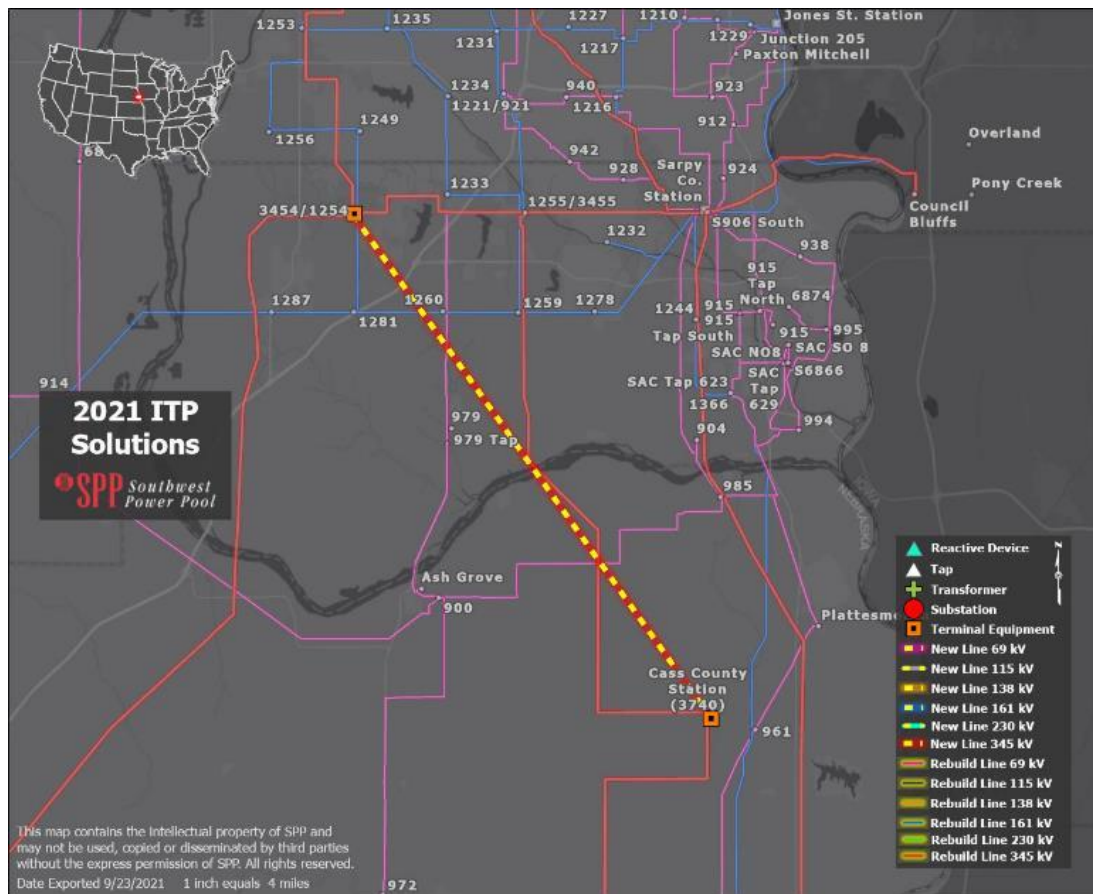 1253
1235
1227
1210
Jones St. Station
1231
1217
1229
Junction 205
Paxton Mitchell
1234
1221/921
940
1216
923
912
1256
1249
Overland
68
942
928
Sarpy
Co.
Station
924
Pony Creek
1233
3454/1254
1255/3455
S906 South
Council
Bluffs
1232
938
915
Tap
North
6874
1287
1281
1260
1259
1278
1244
915
915
Tap South
915
995
SAC NO8
SAC SO 8
914
SAC Tap 623
SAC
Tap
629
S6866
1366
979
979 Tap
904
994
2021 ITP
Solutions
SPP Southwest
Power Pool
985
NEBRASKA
Ash Grove
900
Cass County
Station
(3740)
961
972
Reactive Device
N
Tap
Transformer
Substation
Terminal Equipment
New Line 69 kV
New Line 115 kV
New Line 138 kV
New Line 161 kV
New Line 230 kV
New Line 345 kV
Rebuild Line 69 kV
Rebuild Line 115 kV
Rebuild Line 138 kV
Rebuild Line 161 kV
Rebuild Line 230 kV
Rebuild Line 345 kV
This map contains the intellectual property of SPP and
may not be used, copied or disseminated by third parties
without the express permission of SPP. All rights reserved.
Date Exported 9/23/2021 1 inch equals 4 miles